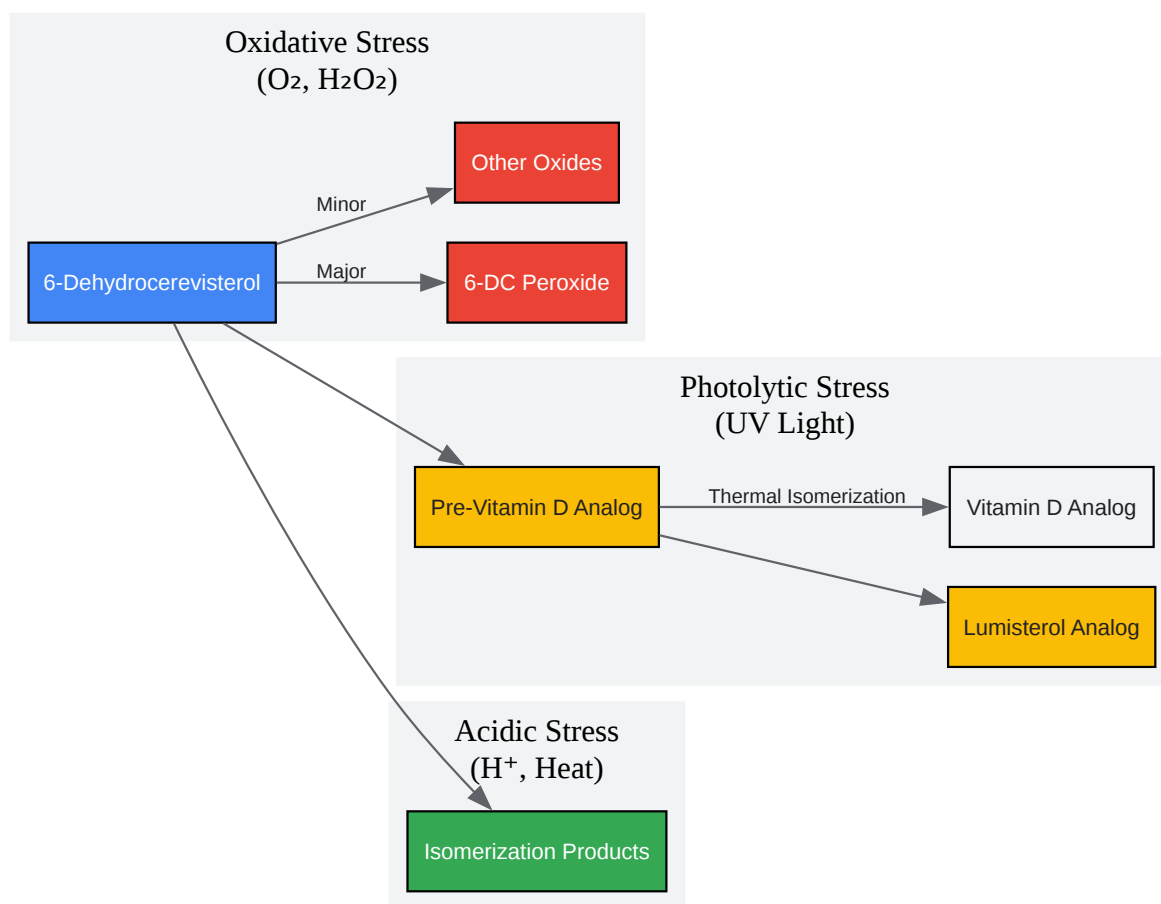 Oxidative Stress
(O₂, H₂O₂)
Other Oxides
Minor
6-Dehydrocerevisterol
Major
6-DC Peroxide
Photolytic Stress
(UV Light)
Pre-Vitamin D Analog
Thermal Isomerization
Vitamin D Analog
Lumisterol Analog
Acidic Stress
(H⁺, Heat)
Isomerization Products